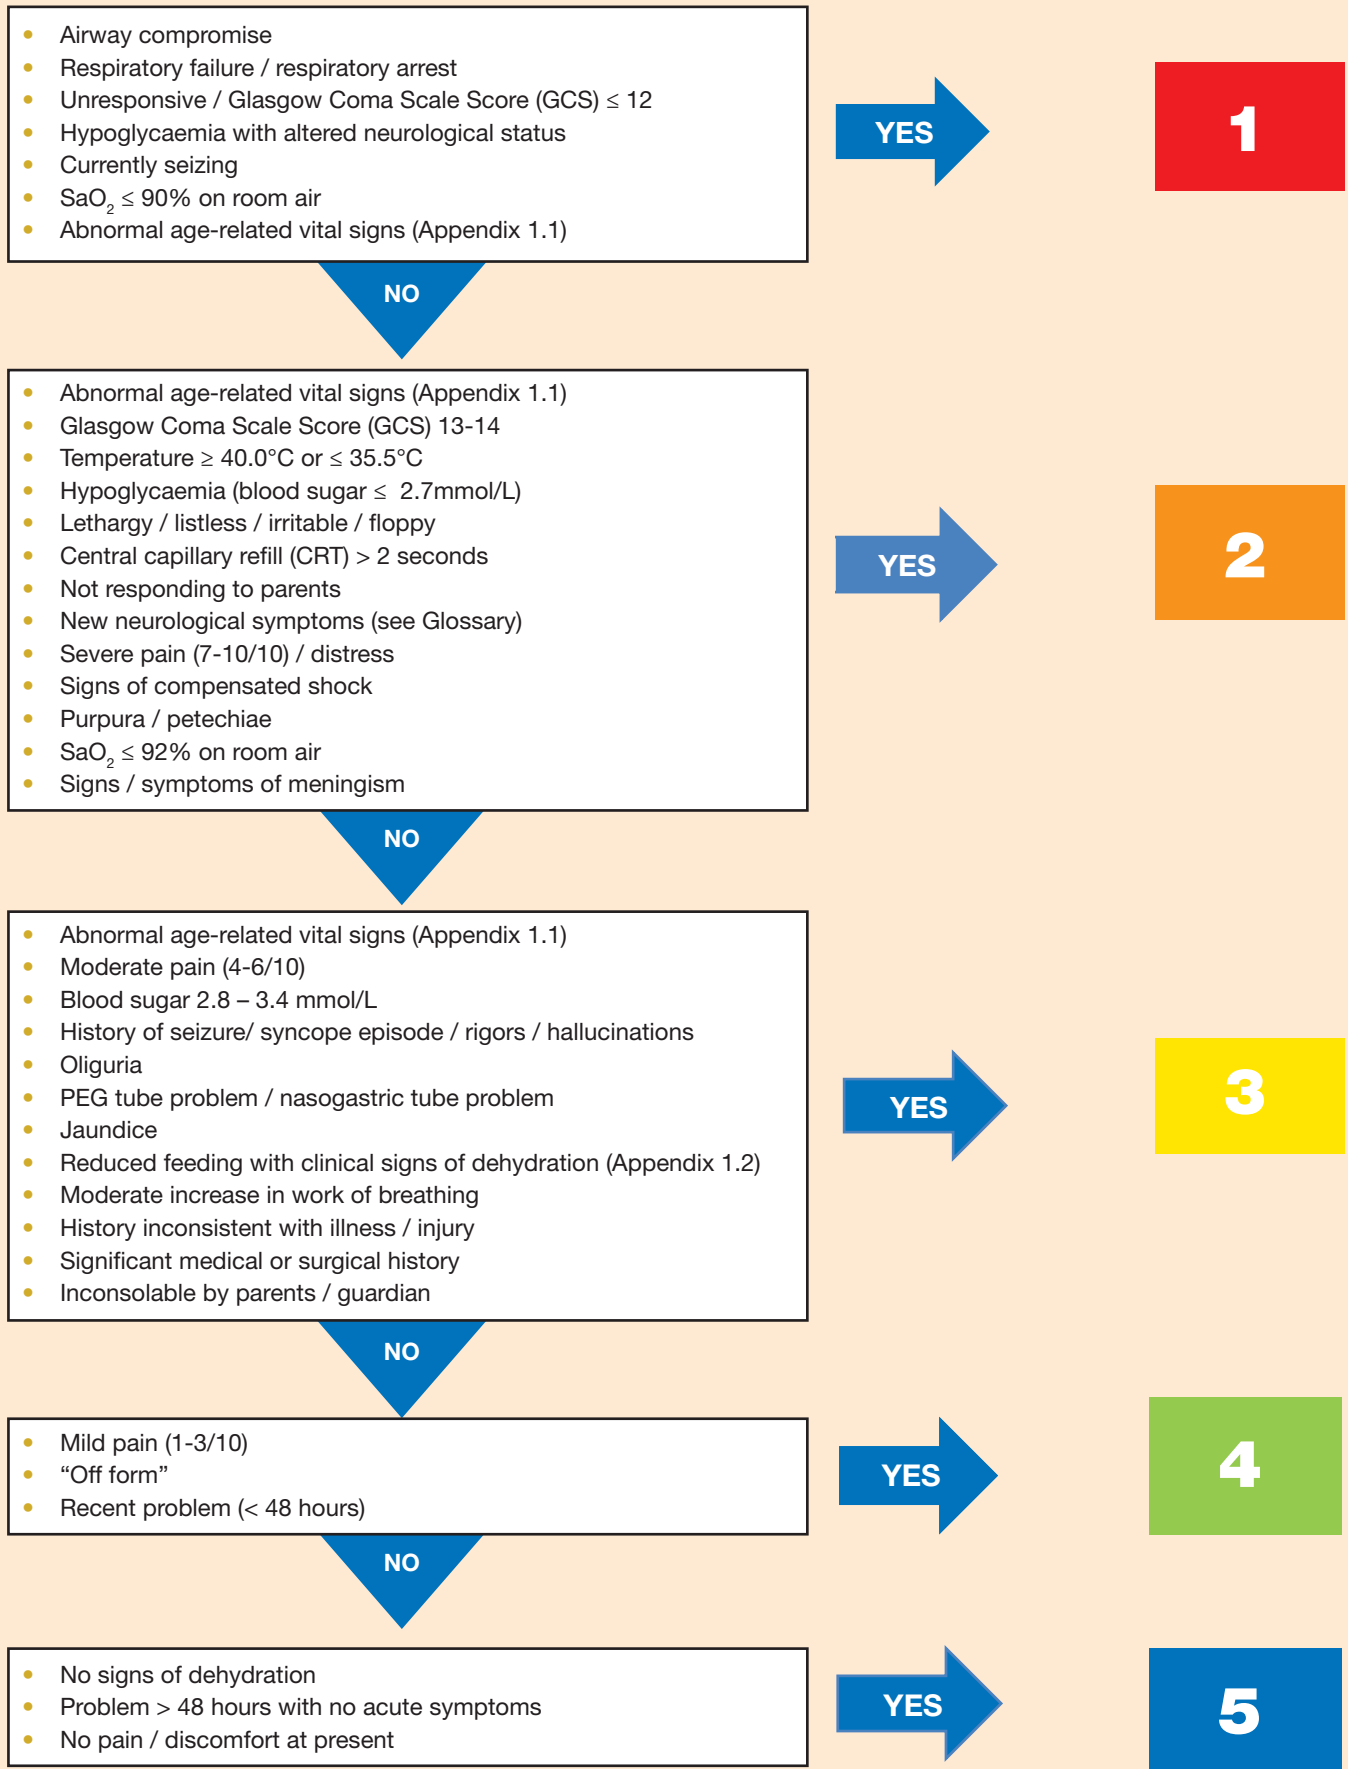 • Airway compromise
• Respiratory failure / respiratory arrest
• Unresponsive / Glasgow Coma Scale Score (GCS) ≤ 12
• Hypoglycaemia with altered neurological status
• Currently seizing
• SaO₂ ≤ 90% on room air
• Abnormal age-related vital signs (Appendix 1.1)
YES
1
NO
• Abnormal age-related vital signs (Appendix 1.1)
• Glasgow Coma Scale Score (GCS) 13-14
• Temperature ≥ 40.0°C or ≤ 35.5°C
• Hypoglycaemia (blood sugar ≤ 2.7mmol/L)
• Lethargy / listless / irritable / floppy
• Central capillary refill (CRT) > 2 seconds
• Not responding to parents
• New neurological symptoms (see Glossary)
• Severe pain (7-10/10) / distress
• Signs of compensated shock
• Purpura / petechiae
• SaO₂ ≤ 92% on room air
• Signs / symptoms of meningism
YES
2
NO
• Abnormal age-related vital signs (Appendix 1.1)
• Moderate pain (4-6/10)
• Blood sugar 2.8 – 3.4 mmol/L
• History of seizure/ syncope episode / rigors / hallucinations
• Oliguria
• PEG tube problem / nasogastric tube problem
• Jaundice
• Reduced feeding with clinical signs of dehydration (Appendix 1.2)
• Moderate increase in work of breathing
• History inconsistent with illness / injury
• Significant medical or surgical history
• Inconsolable by parents / guardian
YES
3
NO
• Mild pain (1-3/10)
• “Off form”
• Recent problem (< 48 hours)
YES
4
NO
• No signs of dehydration
• Problem > 48 hours with no acute symptoms
• No pain / discomfort at present
YES
5